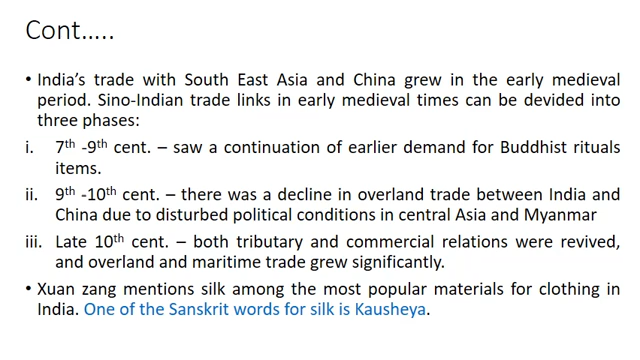 Cont.....
• India's trade with South East Asia and China grew in the early medieval
period. Sino-Indian trade links in early medieval times can be devided into
three phases:
i. 7th -9th cent. – saw a continuation of earlier demand for Buddhist rituals
items.
ii. 9th -10th cent. – there was a decline in overland trade between India and
China due to disturbed political conditions in central Asia and Myanmar
iii. Late 10th cent. – both tributary and commercial relations were revived,
and overland and maritime trade grew significantly.
• Xuan zang mentions silk among the most popular materials for clothing in
India. One of the Sanskrit words for silk is Kausheya.